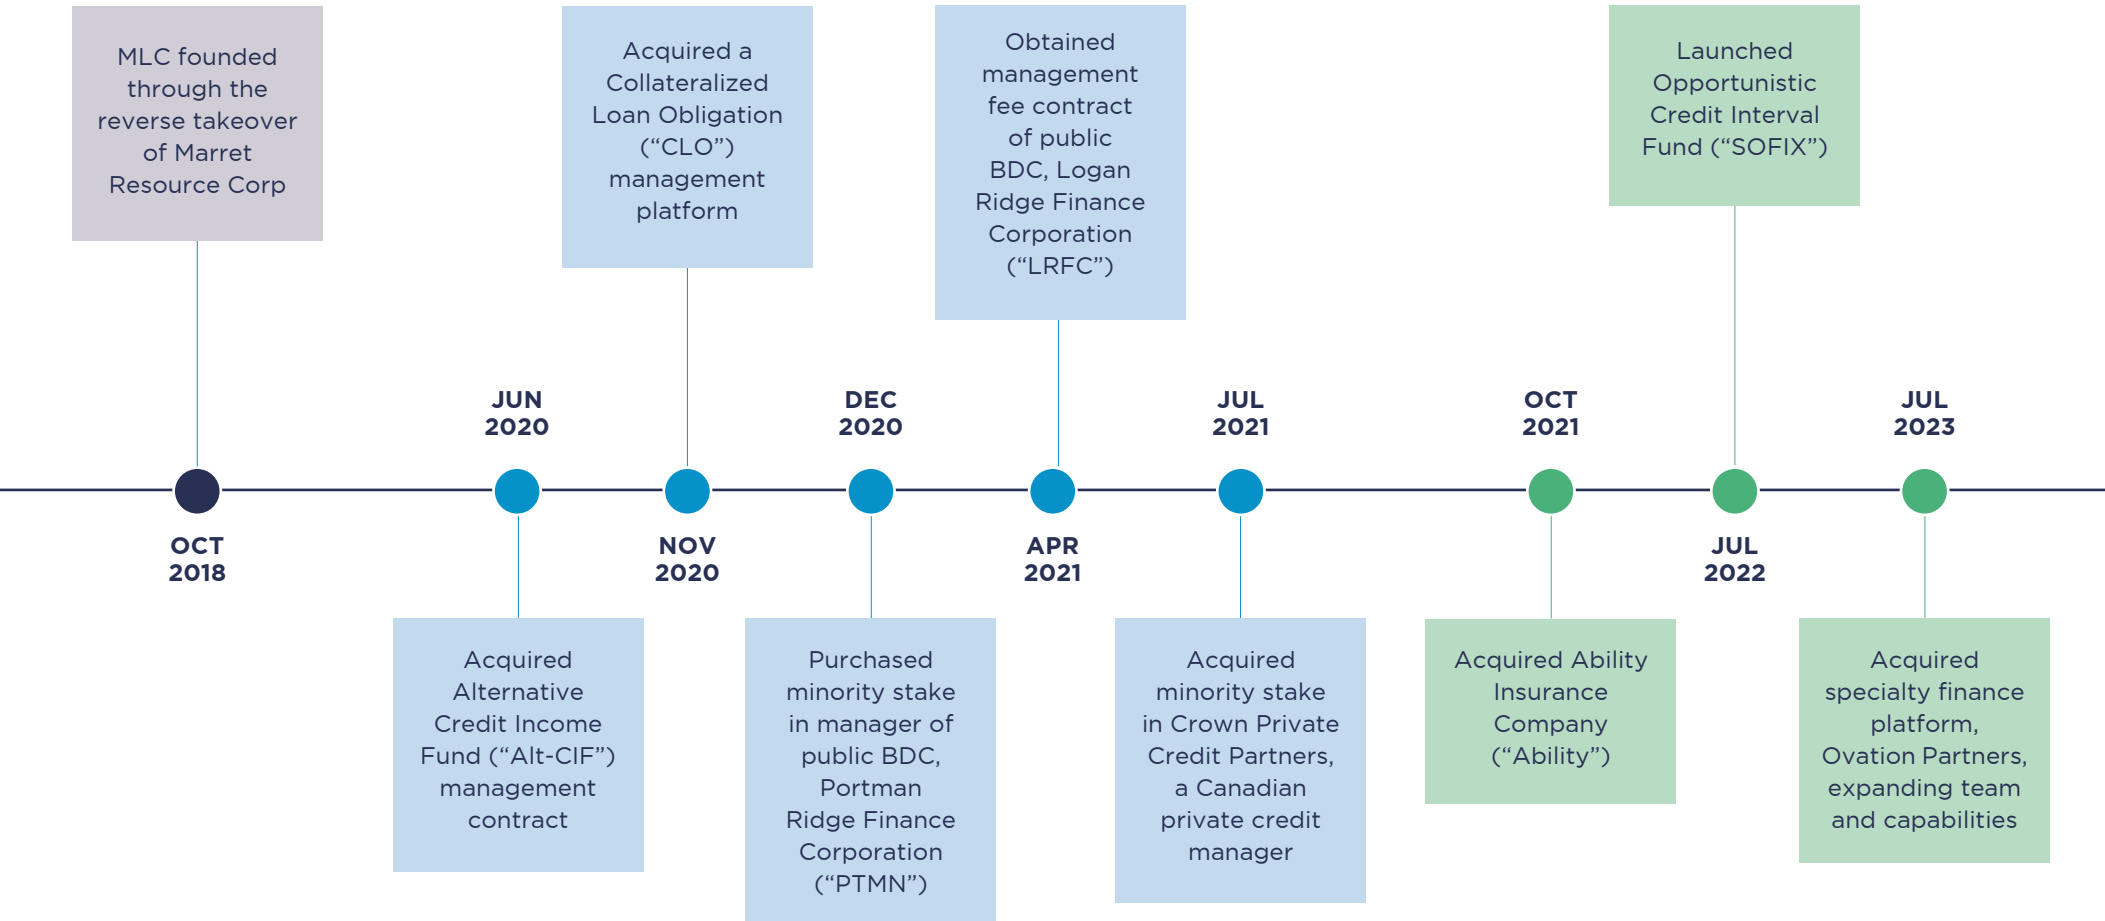 MLC founded
through the
reverse takeover
of Marret
Resource Corp
OCT
2018
JUN
2020
Acquired
Alternative
Credit Income
Fund (“Alt-CIF”)
management
contract
Acquired a
Collateralized
Loan Obligation
(“CLO”)
management
platform
NOV
2020
DEC
2020
Purchased
minority stake
in manager of
public BDC,
Portman
Ridge Finance
Corporation
(“PTMN”)
Obtained
management
fee contract
of public
BDC, Logan
Ridge Finance
Corporation
(“LRFC”)
APR
2021
JUL
2021
Acquired
minority stake
in Crown Private
Credit Partners,
a Canadian
private credit
manager
OCT
2021
Acquired Ability
Insurance
Company
(“Ability”)
Launched
Opportunistic
Credit Interval
Fund (“SOFIX”)
JUL
2022
JUL
2023
Acquired
specialty finance
platform,
Ovation Partners,
expanding team
and capabilities